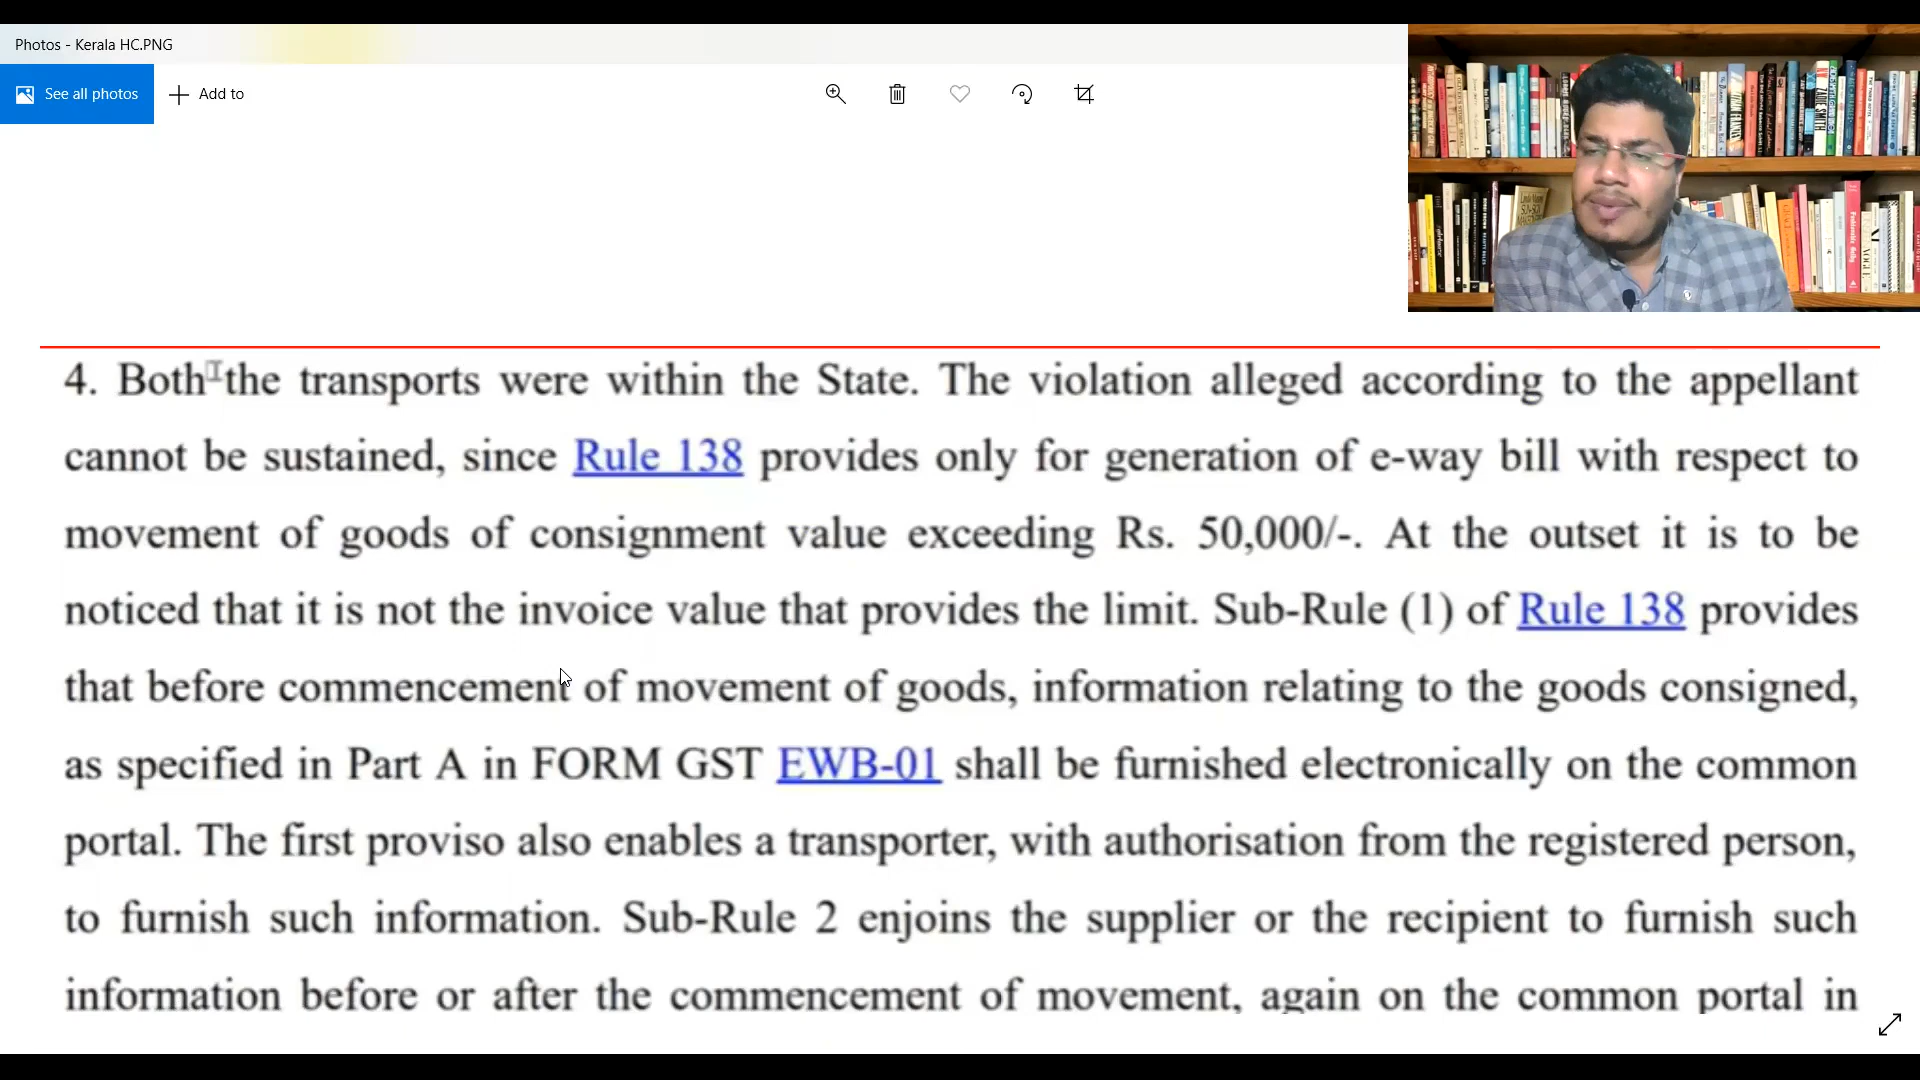 Photos - Kerala HC.PNG
See all photos
Add to
4. Both the transports were within the State. The violation alleged according to the appellant
cannot be sustained, since Rule 138 provides only for generation of e-way bill with respect to
movement of goods of consignment value exceeding Rs. 50,000/-. At the outset it is to be
noticed that it is not the invoice value that provides the limit. Sub-Rule (1) of Rule 138 provides
that before commencement of movement of goods, information relating to the goods consigned,
as specified in Part A in FORM GST EWB-01 shall be furnished electronically on the common
portal. The first proviso also enables a transporter, with authorisation from the registered person,
to furnish such information. Sub-Rule 2 enjoins the supplier or the recipient to furnish such
information before or after the commencement of movement, again on the common portal in